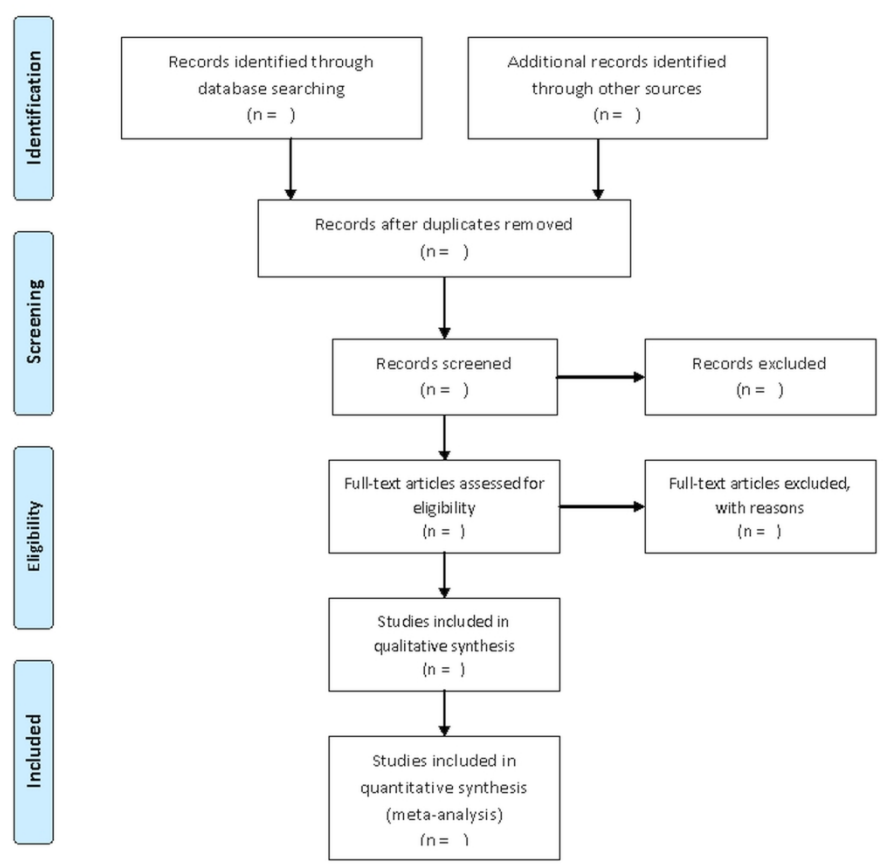 Identification
Records identified through
database searching
(n =   )
Additional records identified
through other sources
(n =   )
Records after duplicates removed
(n =   )
Screening
Records screened
(n =   )
Records excluded
(n =   )
Eligibility
Full-text articles assessed for
eligibility
(n =   )
Full-text articles excluded,
with reasons
(n =   )
Studies included in
qualitative synthesis
(n =   )
Included
Studies included in
quantitative synthesis
(meta-analysis)
(n =   )